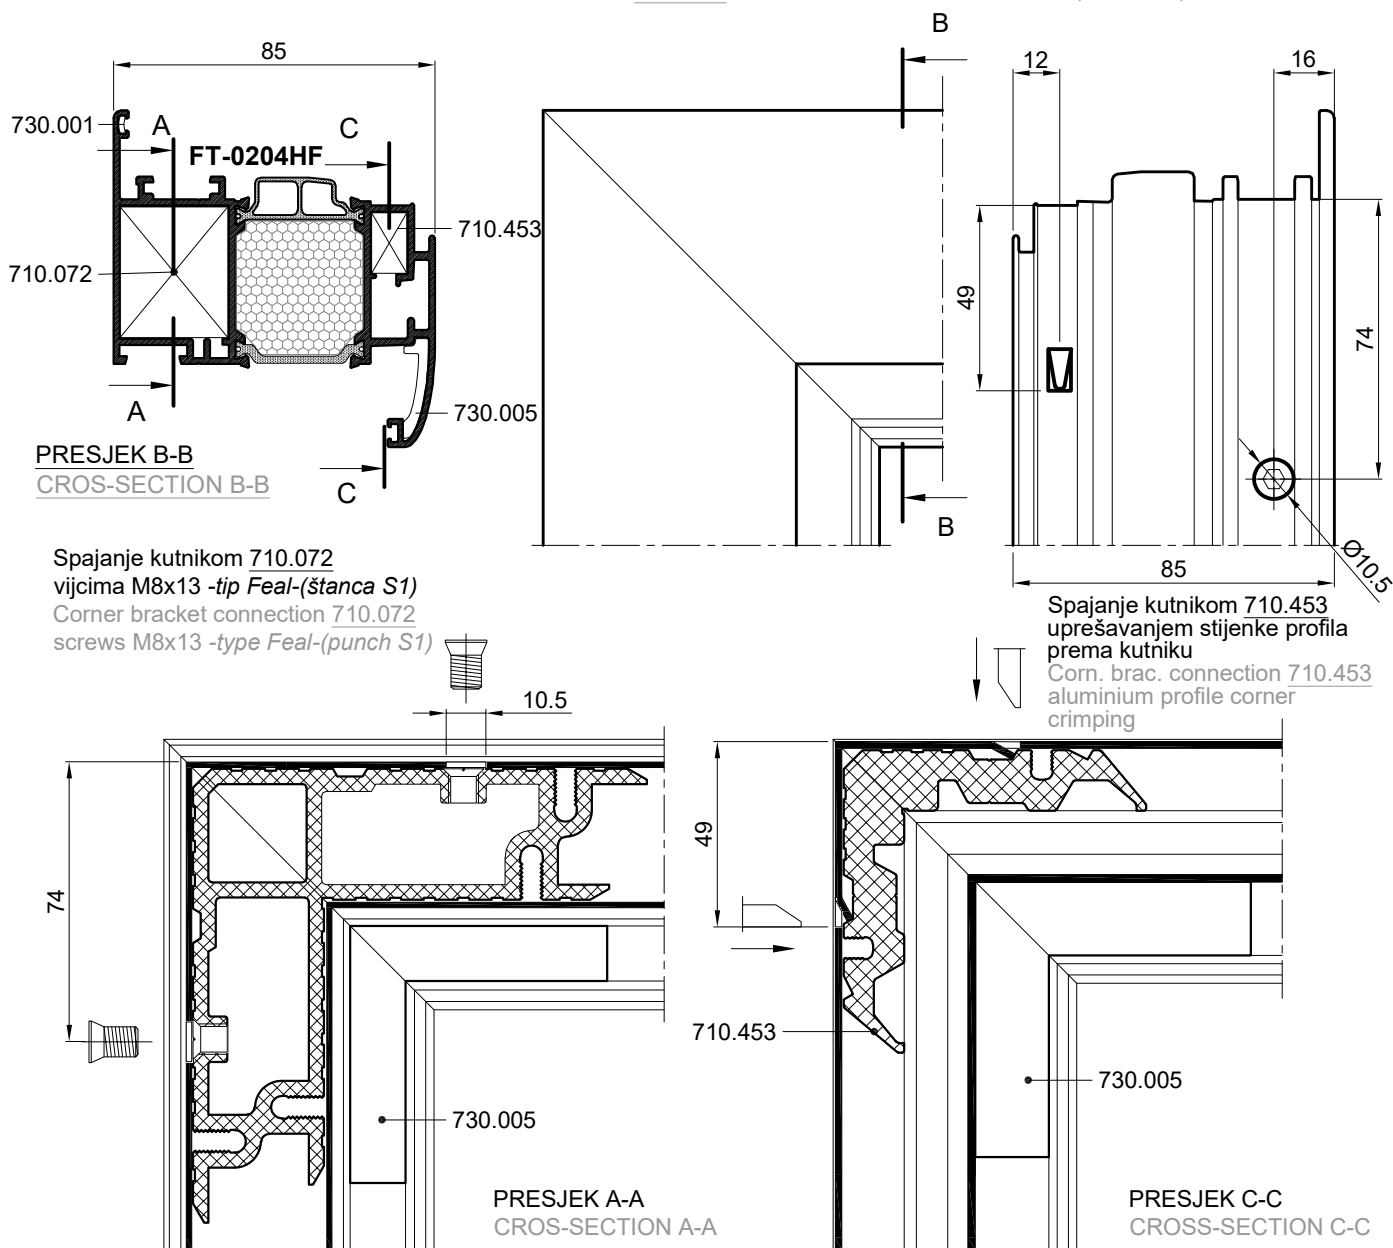 85
730.001
A
C
FT-0204HF
710.453
710.072
A
730.005
C
PRESJEK B-B
CROS-SECTION B-B
B
B
12
16
49
74
Ø10.5
85
Spajanje kutnikom 710.072
vijcima M8x13 -tip Feal-(štanca S1)
Corner bracket connection 710.072
screws M8x13 -type Feal-(punch S1)
Spajanje kutnikom 710.453
uprešavanjem stijenke profila
prema kutniku
Corn. brac. connection 710.453
aluminium profile corner
crimping
10.5
74
730.005
PRESJEK A-A
CROS-SECTION A-A
49
710.453
730.005
PRESJEK C-C
CROSS-SECTION C-C